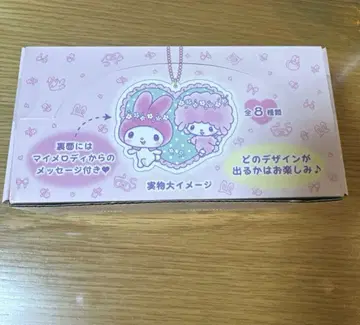 全8種類
裏面には
マイメロディからの
メッセージ付き♥
実物大イメージ
どのデザインが
出るかはお楽しみ♪